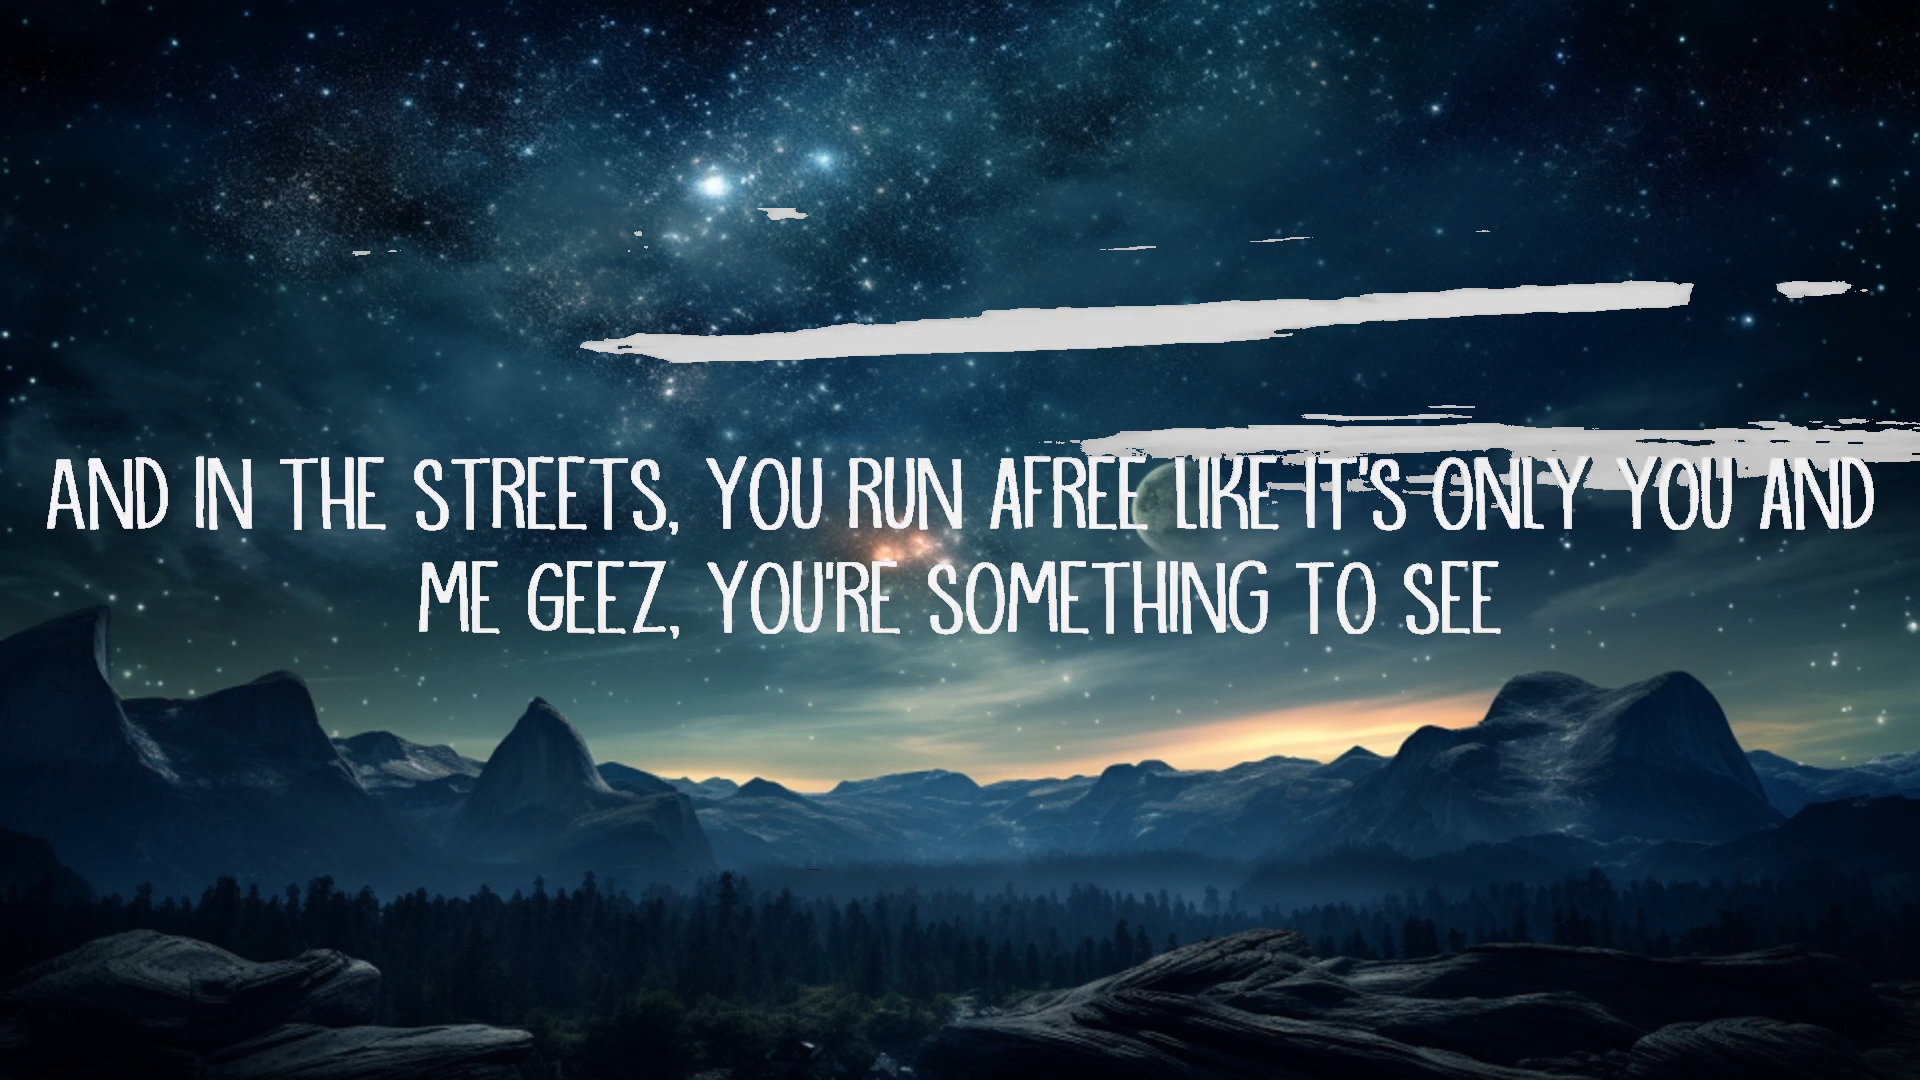 AND IN THE STREETS, YOU RUN AFREE LIKE IT'S ONLY YOU AND
ME GEEZ, YOU'RE SOMETHING TO SEE